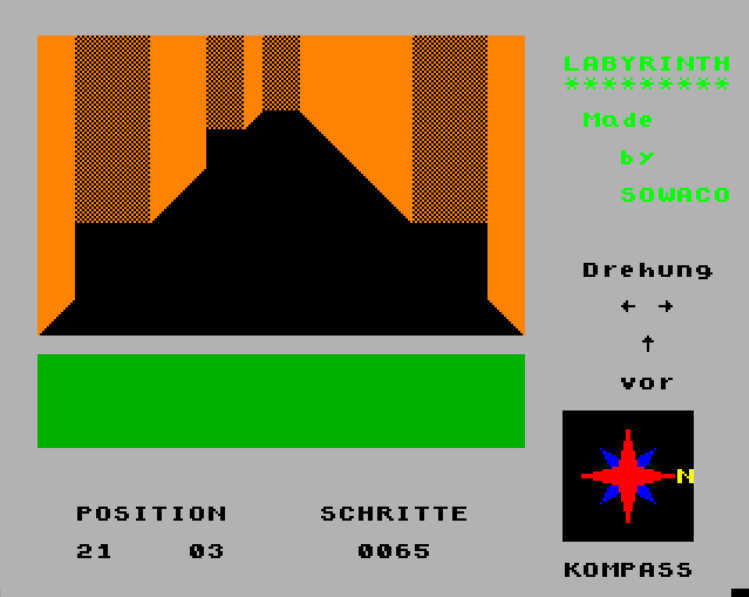 LABYRINTH
*********
Made
by
SOWACO
Drehung
← →
↑
vor
N
POSITION SCHRITTE
21 03 0065
KOMPASS